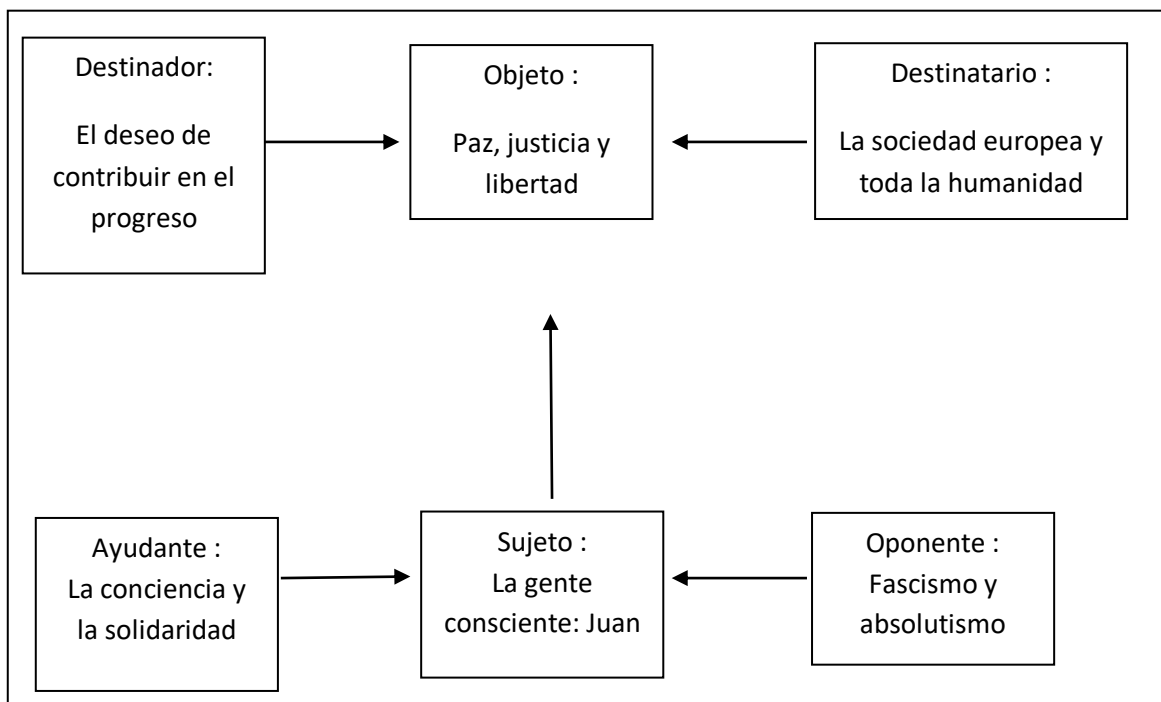 Destinador:
El deseo de
contribuir en el
progreso
Objeto :
Paz, justicia y
libertad
Destinatario :
La sociedad europea y
toda la humanidad
Ayudante :
La conciencia y
la solidaridad
Sujeto :
La gente
consciente: Juan
Oponente :
Fascismo y
absolutismo